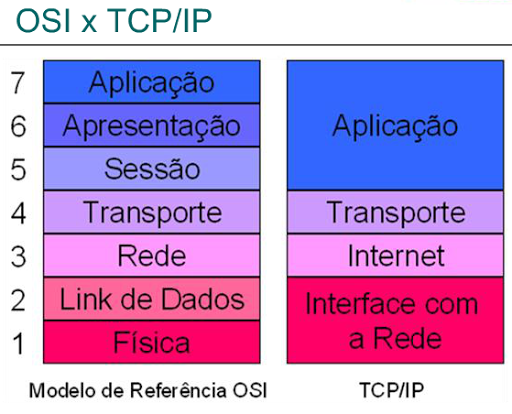 OSI x TCP/IP
7 Aplicação
6 Apresentação
5 Sessão
4 Transporte
3 Rede
2 Link de Dados
1 Física
Modelo de Referência OSI
Aplicação
Transporte
Internet
Interface com
a Rede
TCP/IP